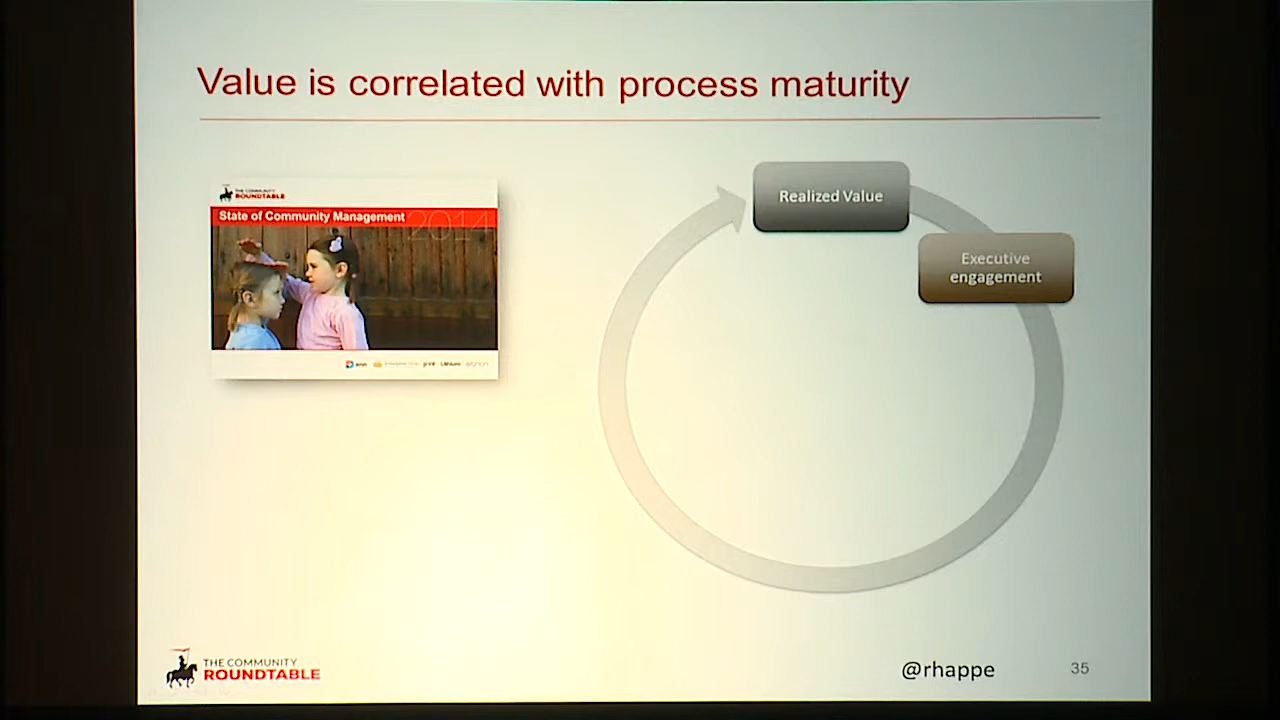 Value is correlated with process maturity
THE COMMUNITY
ROUNDTABLE
State of Community Management
2014
Realized Value
Executive
engagement
THE COMMUNITY
ROUNDTABLE
@rhappe
35